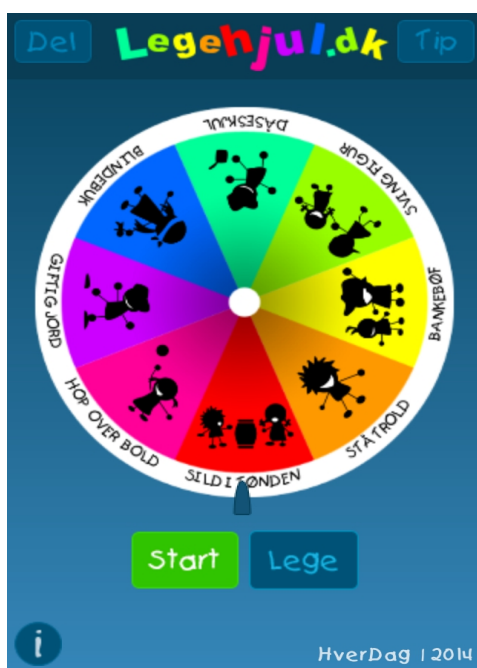 Del
Legehjul.dk
Tip
DÅSESKJUL
SVING FIGUR
BANKEBØF
STÅTROLD
SILD I TØNDEN
HOP OVER BOLD
GIFTIG JORD
BLINDEBUK
Start
Lege
i
HverDag | 2014